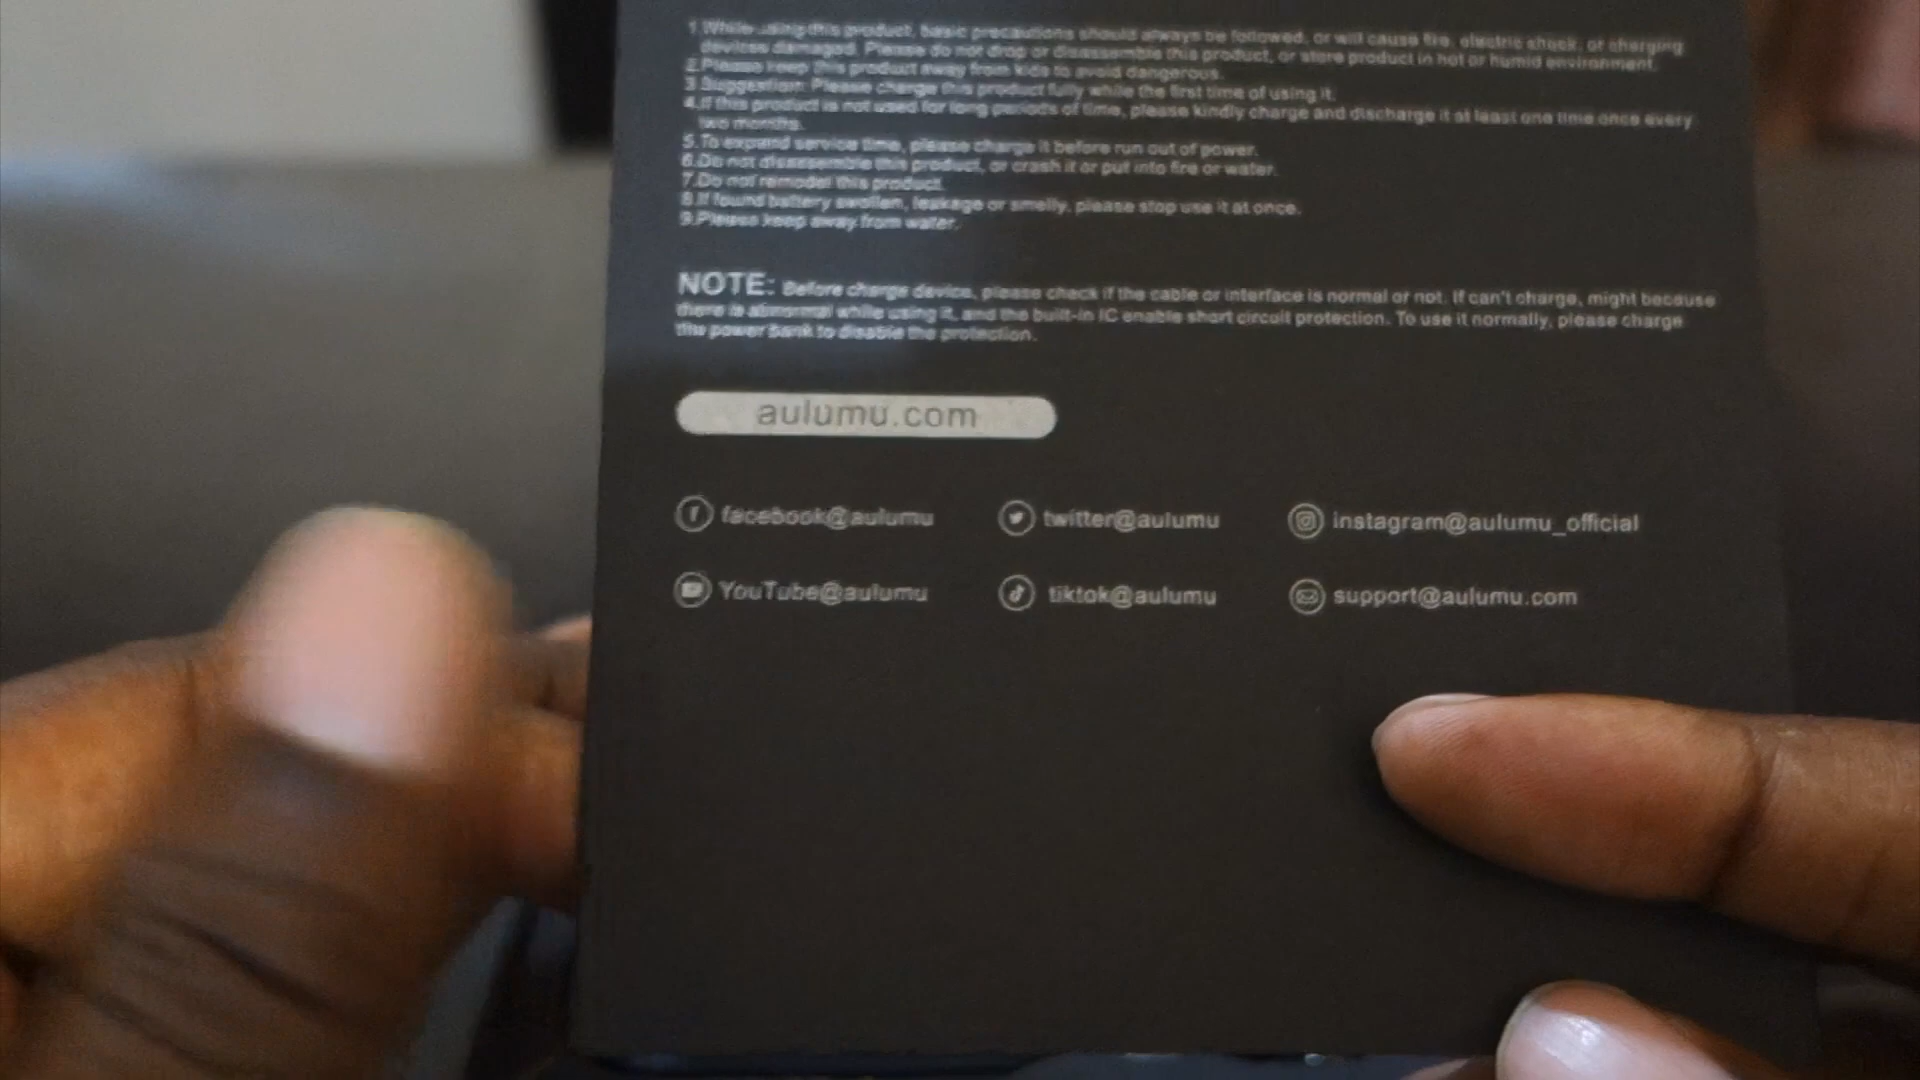 1.While using this product, basic precautions should always be followed, or will cause fire, electric shock, or charging
devices damaged. Please do not drop or disassemble this product, or store product in hot or humid environment.
2.Please keep this product away from kids to avoid dangerous.
3.Suggestion: Please charge this product fully while the first time of using it.
4.If this product is not used for long periods of time, please kindly charge and discharge it at least one time once every
two months.
5.To expand service time, please charge it before run out of power.
6.Do not disassemble this product, or crash it or put into fire or water.
7.Do not remodel this product.
8.If found battery swollen, leakage or smelly, please stop use it at once.
9.Please keep away from water.
NOTE: Before charge device, please check if the cable or interface is normal or not. If can't charge, might because
there is abnormal while using it, and the built-in IC enable short circuit protection. To use it normally, please charge
the power bank to disable the protection.
aulumu.com
facebook@aulumu twitter@aulumu instagram@aulumu_official
YouTube@aulumu tiktok@aulumu support@aulumu.com